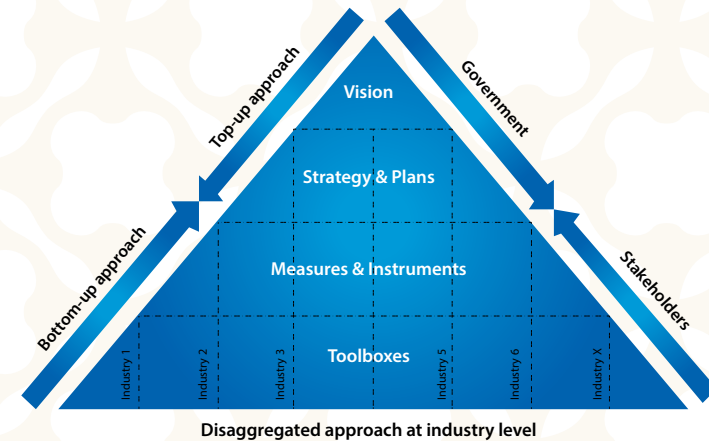 Top-up approach
Government
Vision
Strategy & Plans
Bottom-up approach
Measures & Instruments
Stakeholders
Toolboxes
Industry 1
Industry 2
Industry 3
Industry 5
Industry 6
Industry X
Disaggregated approach at industry level